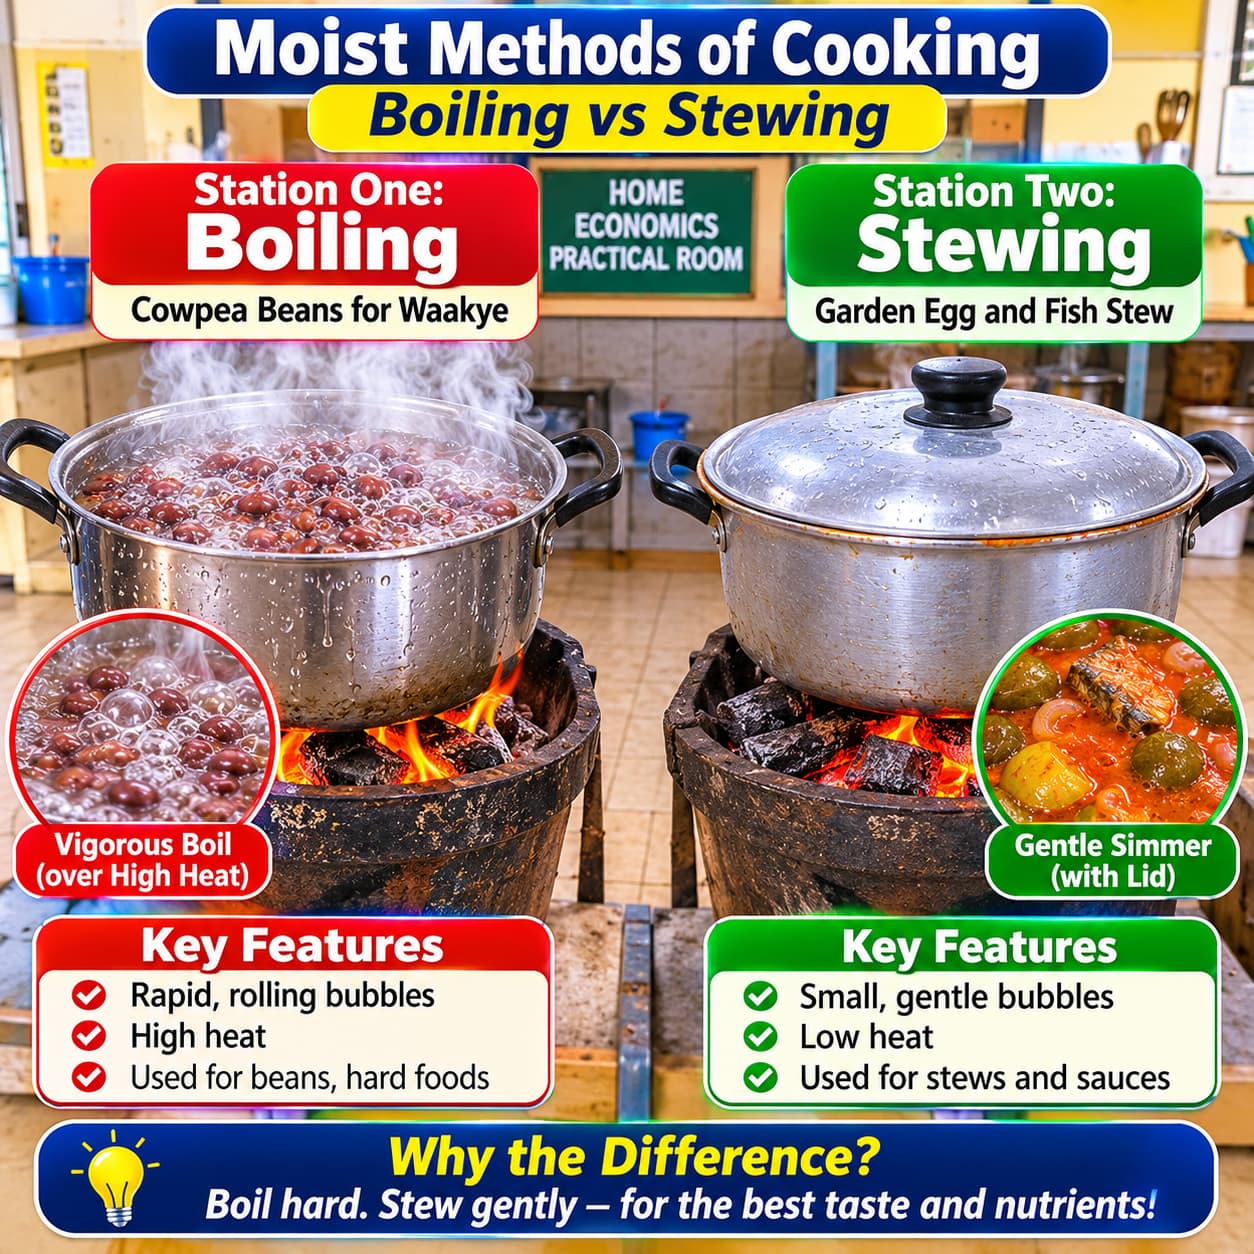 Moist Methods of Cooking
Boiling vs Stewing
Station One:
Boiling
Cowpea Beans for Waakye
HOME
ECONOMICS
PRACTICAL ROOM
Station Two:
Stewing
Garden Egg and Fish Stew
Vigorous Boil
(over High Heat)
Gentle Simmer
(with Lid)
Key Features
Rapid, rolling bubbles
High heat
Used for beans, hard foods
Key Features
Small, gentle bubbles
Low heat
Used for stews and sauces
Why the Difference?
Boil hard. Stew gently – for the best taste and nutrients!